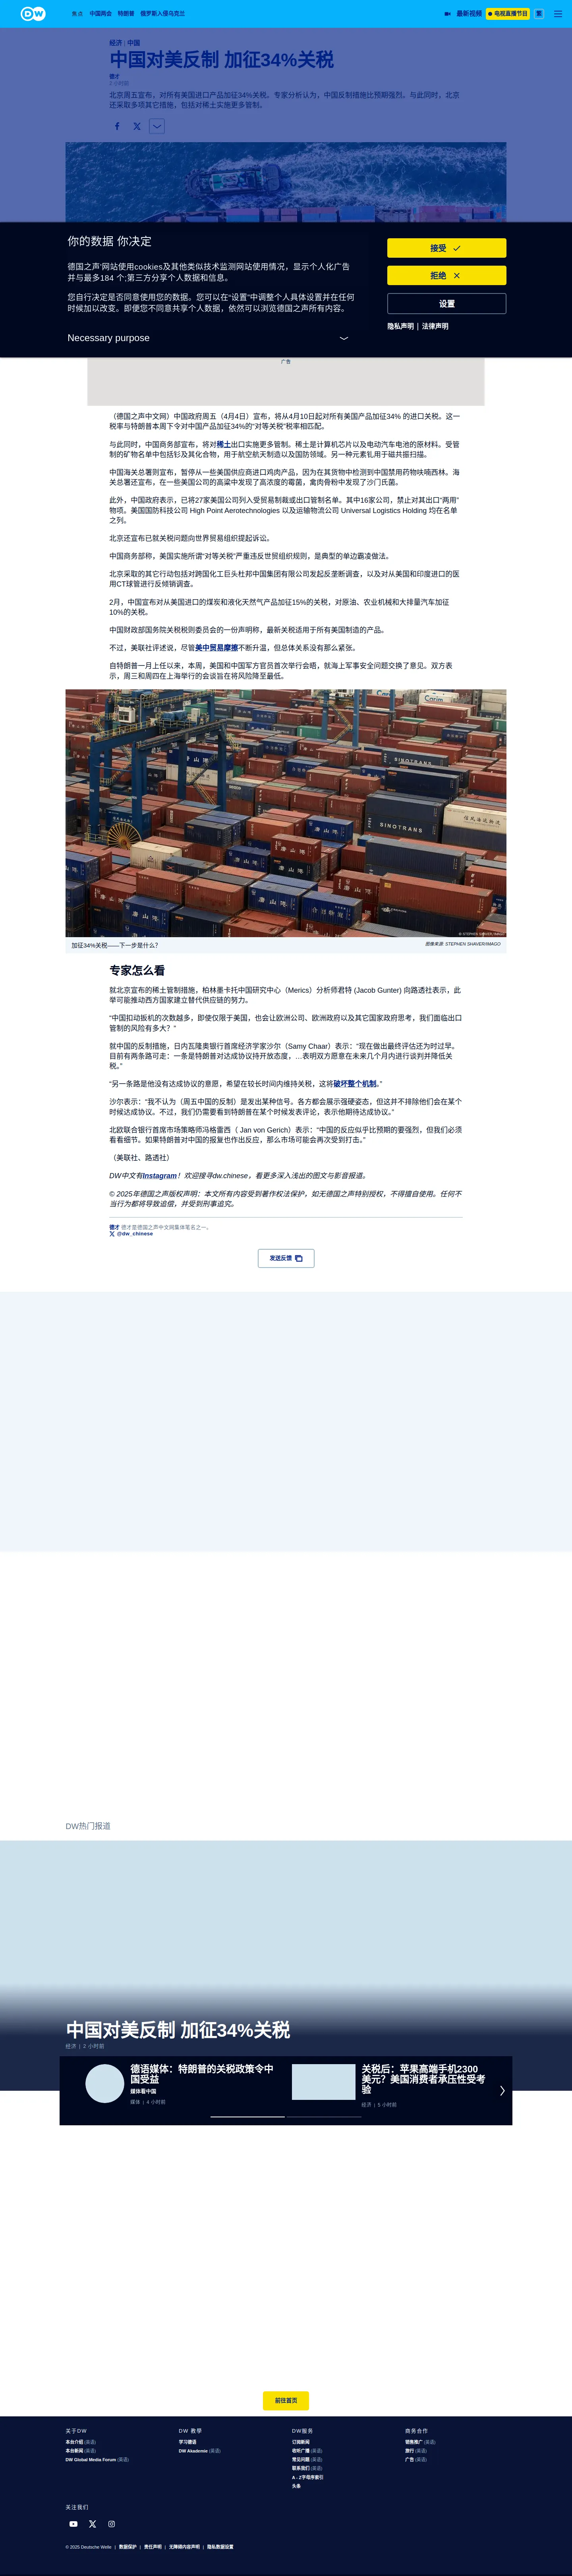 DW
焦点 中国两会 特朗普 俄罗斯入侵乌克兰
最新视频 电视直播节目 繁
经济 | 中国
中国对美反制 加征34%关税
德才
2 小时前
北京周五宣布，对所有美国进口产品加征34%关税。专家分析认为，中国反制措施比预期强烈。与此同时，北京
还采取多项其它措施，包括对稀土实施更多管制。
你的数据 你决定
德国之声'网站使用cookies及其他类似技术监测网站使用情况，显示个人化广告
并与最多184 个;第三方分享个人数据和信息。
您自行决定是否同意使用您的数据。您可以在“设置”中调整个人具体设置并在任何
时候加以改变。即便您不同意共享个人数据，依然可以浏览德国之声所有内容。
Necessary purpose
接受
拒绝
设置
隐私声明 | 法律声明
广告
（德国之声中文网）中国政府周五（4月4日）宣布，将从4月10日起对所有美国产品加征34% 的进口关税。这一
税率与特朗普本周下令对中国产品加征34%的“对等关税”税率相匹配。
与此同时，中国商务部宣布，将对稀土出口实施更多管制。稀土是计算机芯片以及电动汽车电池的原材料。受管
制的矿物名单中包括钐及其化合物，用于航空航天制造以及国防领域。另一种元素钆用于磁共振扫描。
中国海关总署则宣布，暂停从一些美国供应商进口鸡肉产品，因为在其货物中检测到中国禁用药物呋喃西林。海
关总署还宣布，在一些美国公司的高粱中发现了高浓度的霉菌，禽肉骨粉中发现了沙门氏菌。
此外，中国政府表示，已将27家美国公司列入受贸易制裁或出口管制名单。其中16家公司，禁止对其出口“两用”
物项。美国国防科技公司 High Point Aerotechnologies 以及运输物流公司 Universal Logistics Holding 均在名单
之列。
北京还宣布已就关税问题向世界贸易组织提起诉讼。
中国商务部称，美国实施所谓“对等关税”严重违反世贸组织规则，是典型的单边霸凌做法。
北京采取的其它行动包括对跨国化工巨头杜邦中国集团有限公司发起反垄断调查，以及对从美国和印度进口的医
用CT球管进行反倾销调查。
2月，中国宣布对从美国进口的煤炭和液化天然气产品加征15%的关税，对原油、农业机械和大排量汽车加征
10%的关税。
中国财政部国务院关税税则委员会的一份声明称，最新关税适用于所有美国制造的产品。
不过，美联社评述说，尽管美中贸易摩擦不断升温，但总体关系没有那么紧张。
自特朗普一月上任以来，本周，美国和中国军方官员首次举行会晤，就海上军事安全问题交换了意见。双方表
示，周三和周四在上海举行的会谈旨在将风险降至最低。
SINOTRANS
SINOTRANS
© STEPHEN SHAVER/IMAGO
加征34%关税——下一步是什么？
图像来源: STEPHEN SHAVER/IMAGO
专家怎么看
就北京宣布的稀土管制措施，柏林墨卡托中国研究中心（Merics）分析师君特 (Jacob Gunter) 向路透社表示，此
举可能推动西方国家建立替代供应链的努力。
“中国扣动扳机的次数越多，即使仅限于美国，也会让欧洲公司、欧洲政府以及其它国家政府思考，我们面临出口
管制的风险有多大？“
就中国的反制措施，日内瓦隆奥银行首席经济学家沙尔（Samy Chaar）表示：“现在做出最终评估还为时过早。
目前有两条路可走：一条是特朗普对达成协议持开放态度，…表明双方愿意在未来几个月内进行谈判并降低关
税。”
“另一条路是他没有达成协议的意愿，希望在较长时间内维持关税，这将破坏整个机制。”
沙尔表示：“我不认为（周五中国的反制）是发出某种信号。各方都会展示强硬姿态，但这并不排除他们会在某个
时候达成协议。不过，我们仍需要看到特朗普在某个时候发表评论，表示他期待达成协议。”
北欧联合银行首席市场策略师冯格雷西（ Jan von Gerich）表示：“中国的反应似乎比预期的要强烈，但我们必须
看看细节。如果特朗普对中国的报复也作出反应，那么市场可能会再次受到打击。”
（美联社、路透社）
DW中文有Instagram！欢迎搜寻dw.chinese，看更多深入浅出的图文与影音报道。
© 2025年德国之声版权声明：本文所有内容受到著作权法保护，如无德国之声特别授权，不得擅自使用。任何不
当行为都将导致追偿，并受到刑事追究。
德才 德才是德国之声中文网集体笔名之一。
@dw_chinese
发送反馈
DW热门报道
中国对美反制 加征34%关税
经济 | 2 小时前
德语媒体：特朗普的关税政策令中
国受益
媒体看中国
媒体 | 4 小时前
关税后：苹果高端手机2300
美元？美国消费者承压性受考
验
经济 | 5 小时前
前往首页
关于DW
本台介绍 (英语)
本台新闻 (英语)
DW Global Media Forum (英语)
DW 教學
学习德语
DW Akademie (英语)
DW服务
订阅新闻
收听广播 (英语)
常见问题 (英语)
联系我们 (英语)
A - Z字母序索引
头条
商务合作
销售推广 (英语)
旅行 (英语)
广告 (英语)
关注我们
© 2025 Deutsche Welle | 数据保护 | 责任声明 | 无障碍内容声明 | 隐私数据设置